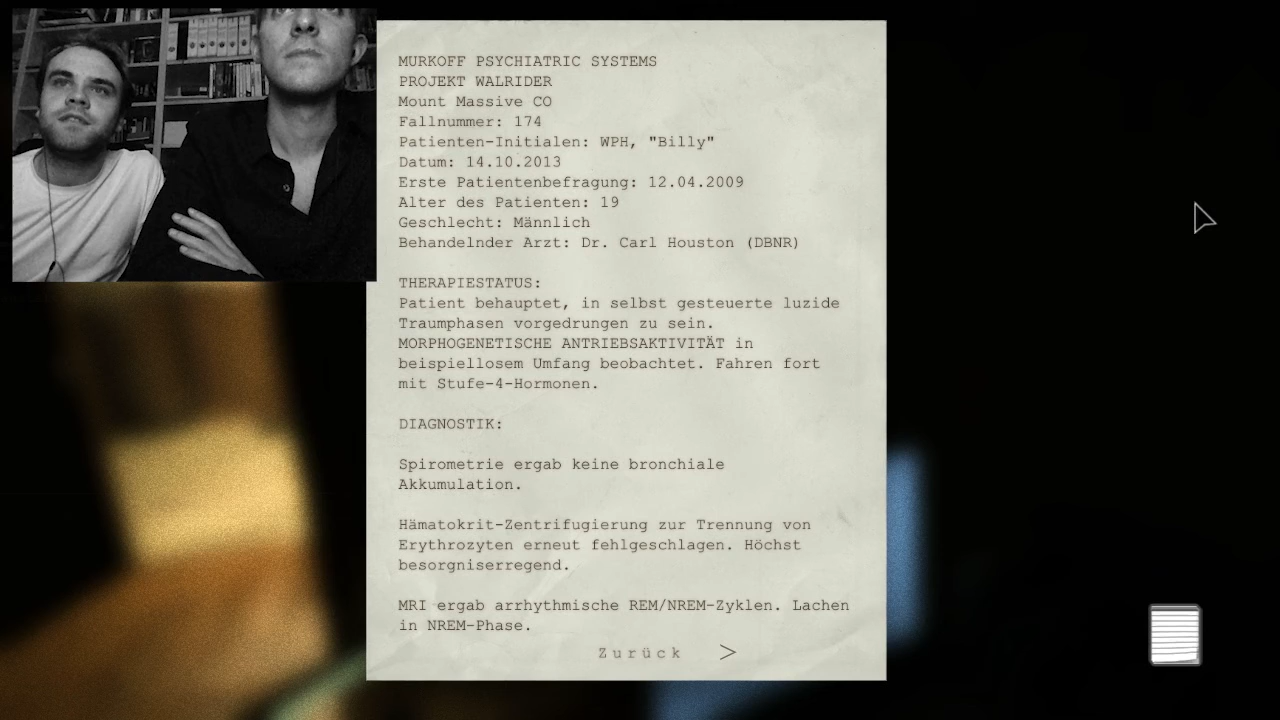 MURKOFF PSYCHIATRIC SYSTEMS
PROJEKT WALRIDER
Mount Massive CO
Fallnummer: 174
Patienten-Initialen: WPH, "Billy"
Datum: 14.10.2013
Erste Patientenbefragung: 12.04.2009
Alter des Patienten: 19
Geschlecht: Männlich
Behandelnder Arzt: Dr. Carl Houston (DBNR)
THERAPIESTATUS:
Patient behauptet, in selbst gesteuerte luzide
Traumphasen vorgedrungen zu sein.
MORPHOGENETISCHE ANTRIEBSAKTIVITÄT in
beispiellosem Umfang beobachtet. Fahren fort
mit Stufe-4-Hormonen.
DIAGNOSTIK:
Spirometrie ergab keine bronchiale
Akkumulation.
Hämatokrit-Zentrifugierung zur Trennung von
Erythrozyten erneut fehlgeschlagen. Höchst
besorgniserregend.
MRI ergab arrhythmische REM/NREM-Zyklen. Lachen
in NREM-Phase.
Zurück >